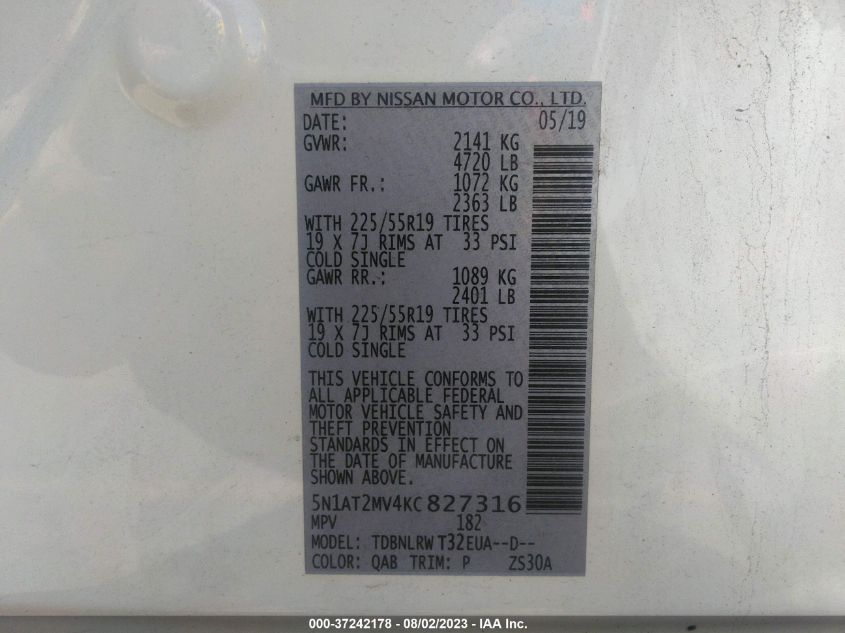 MFD BY NISSAN MOTOR CO., LTD.
DATE: 05/19
GVWR: 2141 KG
4720 LB
GAWR FR.: 1072 KG
2363 LB
WITH 225/55R19 TIRES
19 X 7J RIMS AT 33 PSI
COLD SINGLE
GAWR RR.: 1089 KG
2401 LB
WITH 225/55R19 TIRES
19 X 7J RIMS AT 33 PSI
COLD SINGLE
THIS VEHICLE CONFORMS TO
ALL APPLICABLE FEDERAL
MOTOR VEHICLE SAFETY AND
THEFT PREVENTION
STANDARDS IN EFFECT ON
THE DATE OF MANUFACTURE
SHOWN ABOVE.
5N1AT2MV4KC827316
MPV 182
MODEL: TDBNLRW T32EUA--D--
COLOR: QAB TRIM: P ZS30A
000-37242178 - 08/02/2023 - IAA Inc.